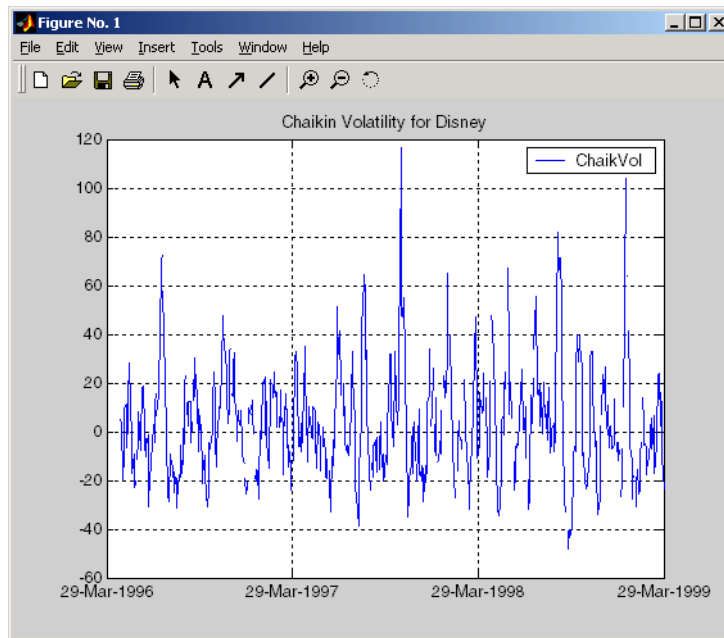 Figure No. 1
File Edit View Insert Tools Window Help
A
Chaikin Volatility for Disney
ChaikVol
120
100
80
60
40
20
0
-20
-40
-60
29-Mar-1996 29-Mar-1997 29-Mar-1998 29-Mar-1999